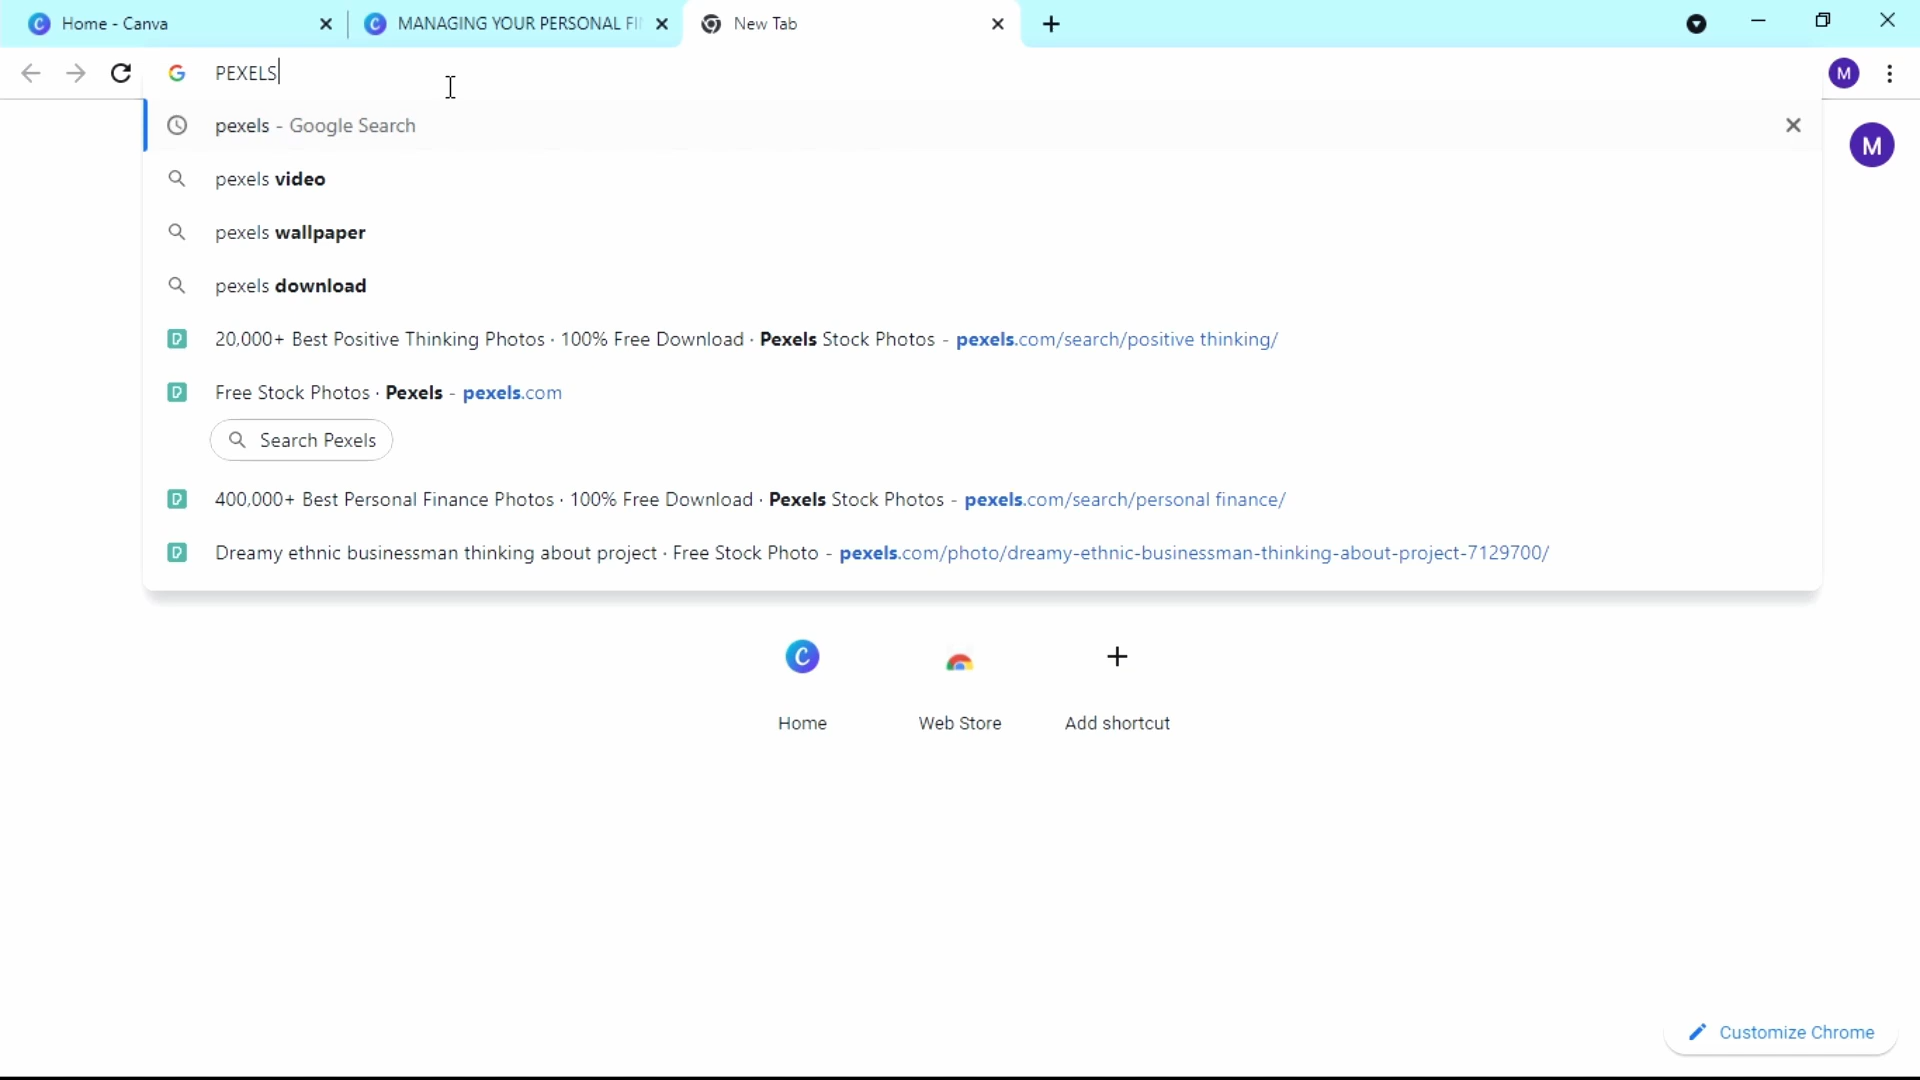 Home - Canva
MANAGING YOUR PERSONAL FI
New Tab
PEXELS
M
pexels - Google Search
M
pexels video
pexels wallpaper
pexels download
20,000+ Best Positive Thinking Photos · 100% Free Download · Pexels Stock Photos - pexels.com/search/positive thinking/
Free Stock Photos · Pexels - pexels.com
Search Pexels
400,000+ Best Personal Finance Photos · 100% Free Download · Pexels Stock Photos - pexels.com/search/personal finance/
Dreamy ethnic businessman thinking about project · Free Stock Photo - pexels.com/photo/dreamy-ethnic-businessman-thinking-about-project-7129700/
Home
Web Store
Add shortcut
Customize Chrome